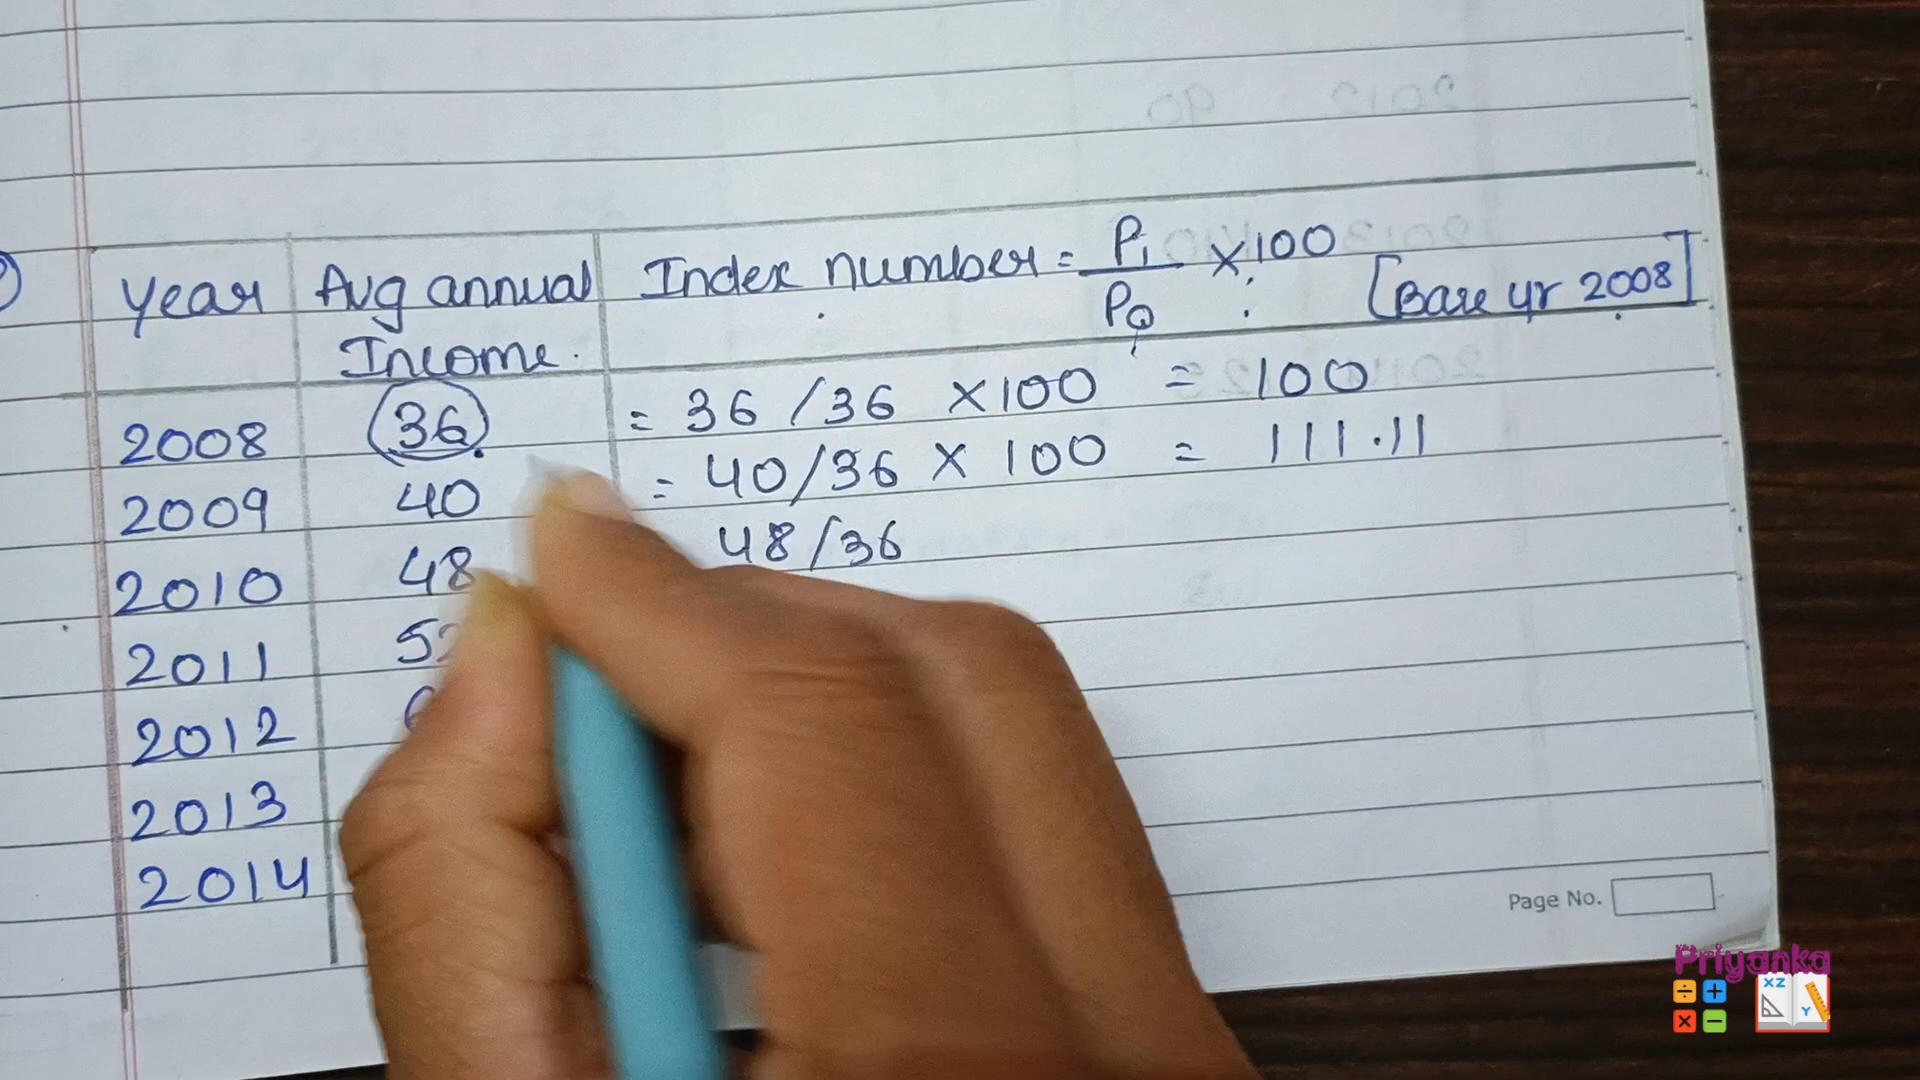 Year Avg annual Income. Index number = P1 / P0 × 100 [Base yr 2008]
2008 36 = 36 / 36 × 100 = 100
2009 40 = 40/36 × 100 = 111.11
2010 48 48/36
2011
2012
2013
2014
Page No.
Priyanka